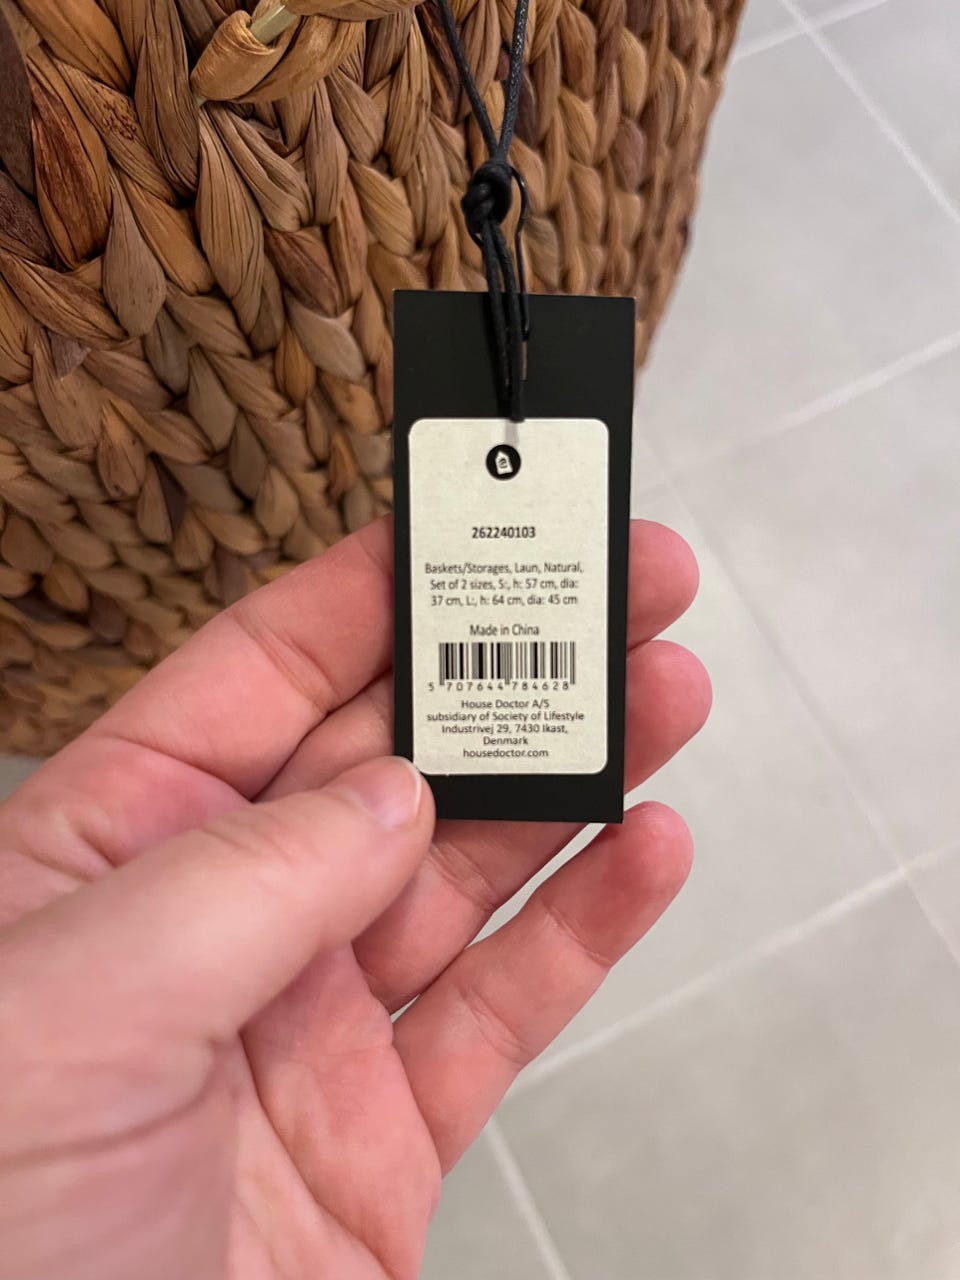 262240103
Baskets/Storages, Laun, Natural,
Set of 2 sizes, S:, h: 57 cm, dia:
37 cm, L:, h: 64 cm, dia: 45 cm
Made in China
5 707644 784628
House Doctor A/S
subsidiary of Society of Lifestyle
Industrivej 29, 7430 Ikast,
Denmark
housedoctor.com